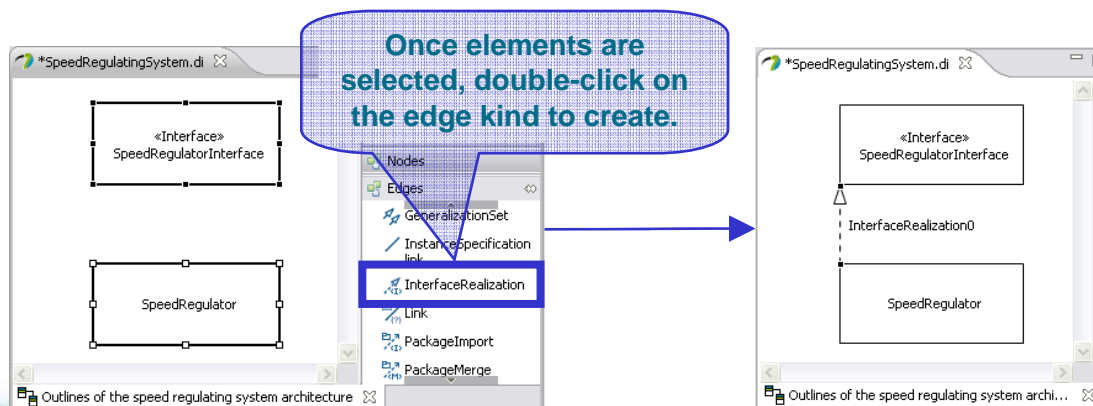 Once elements are
selected, double-click on
the edge kind to create.
*SpeedRegulatingSystem.di
«Interface»
SpeedRegulatorInterface
SpeedRegulator
Outlines of the speed regulating system architecture
Nodes
Edges
GeneralizationSet
InstanceSpecification
link
InterfaceRealization
Link
PackageImport
PackageMerge
*SpeedRegulatingSystem.di
«Interface»
SpeedRegulatorInterface
InterfaceRealization0
SpeedRegulator
Outlines of the speed regulating system archi...